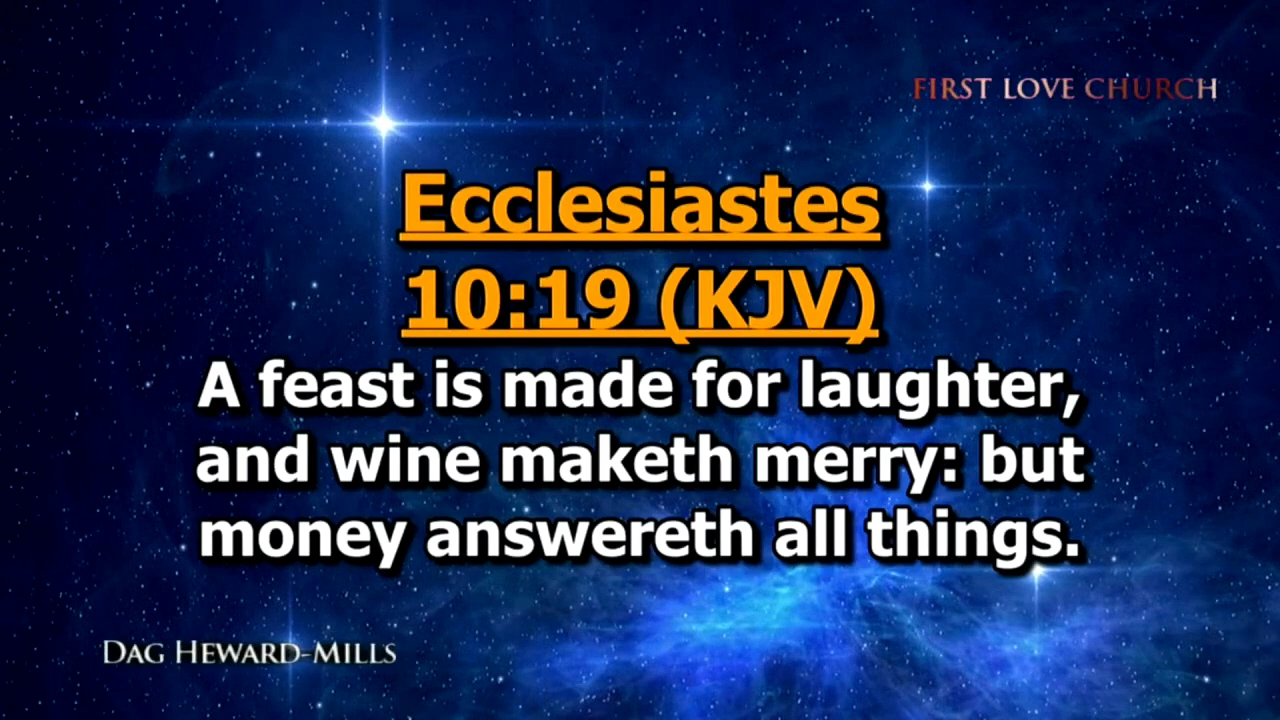 FIRST LOVE CHURCH
Ecclesiastes
10:19 (KJV)
A feast is made for laughter,
and wine maketh merry: but
money answereth all things.
DAG HEWARD-MILLS